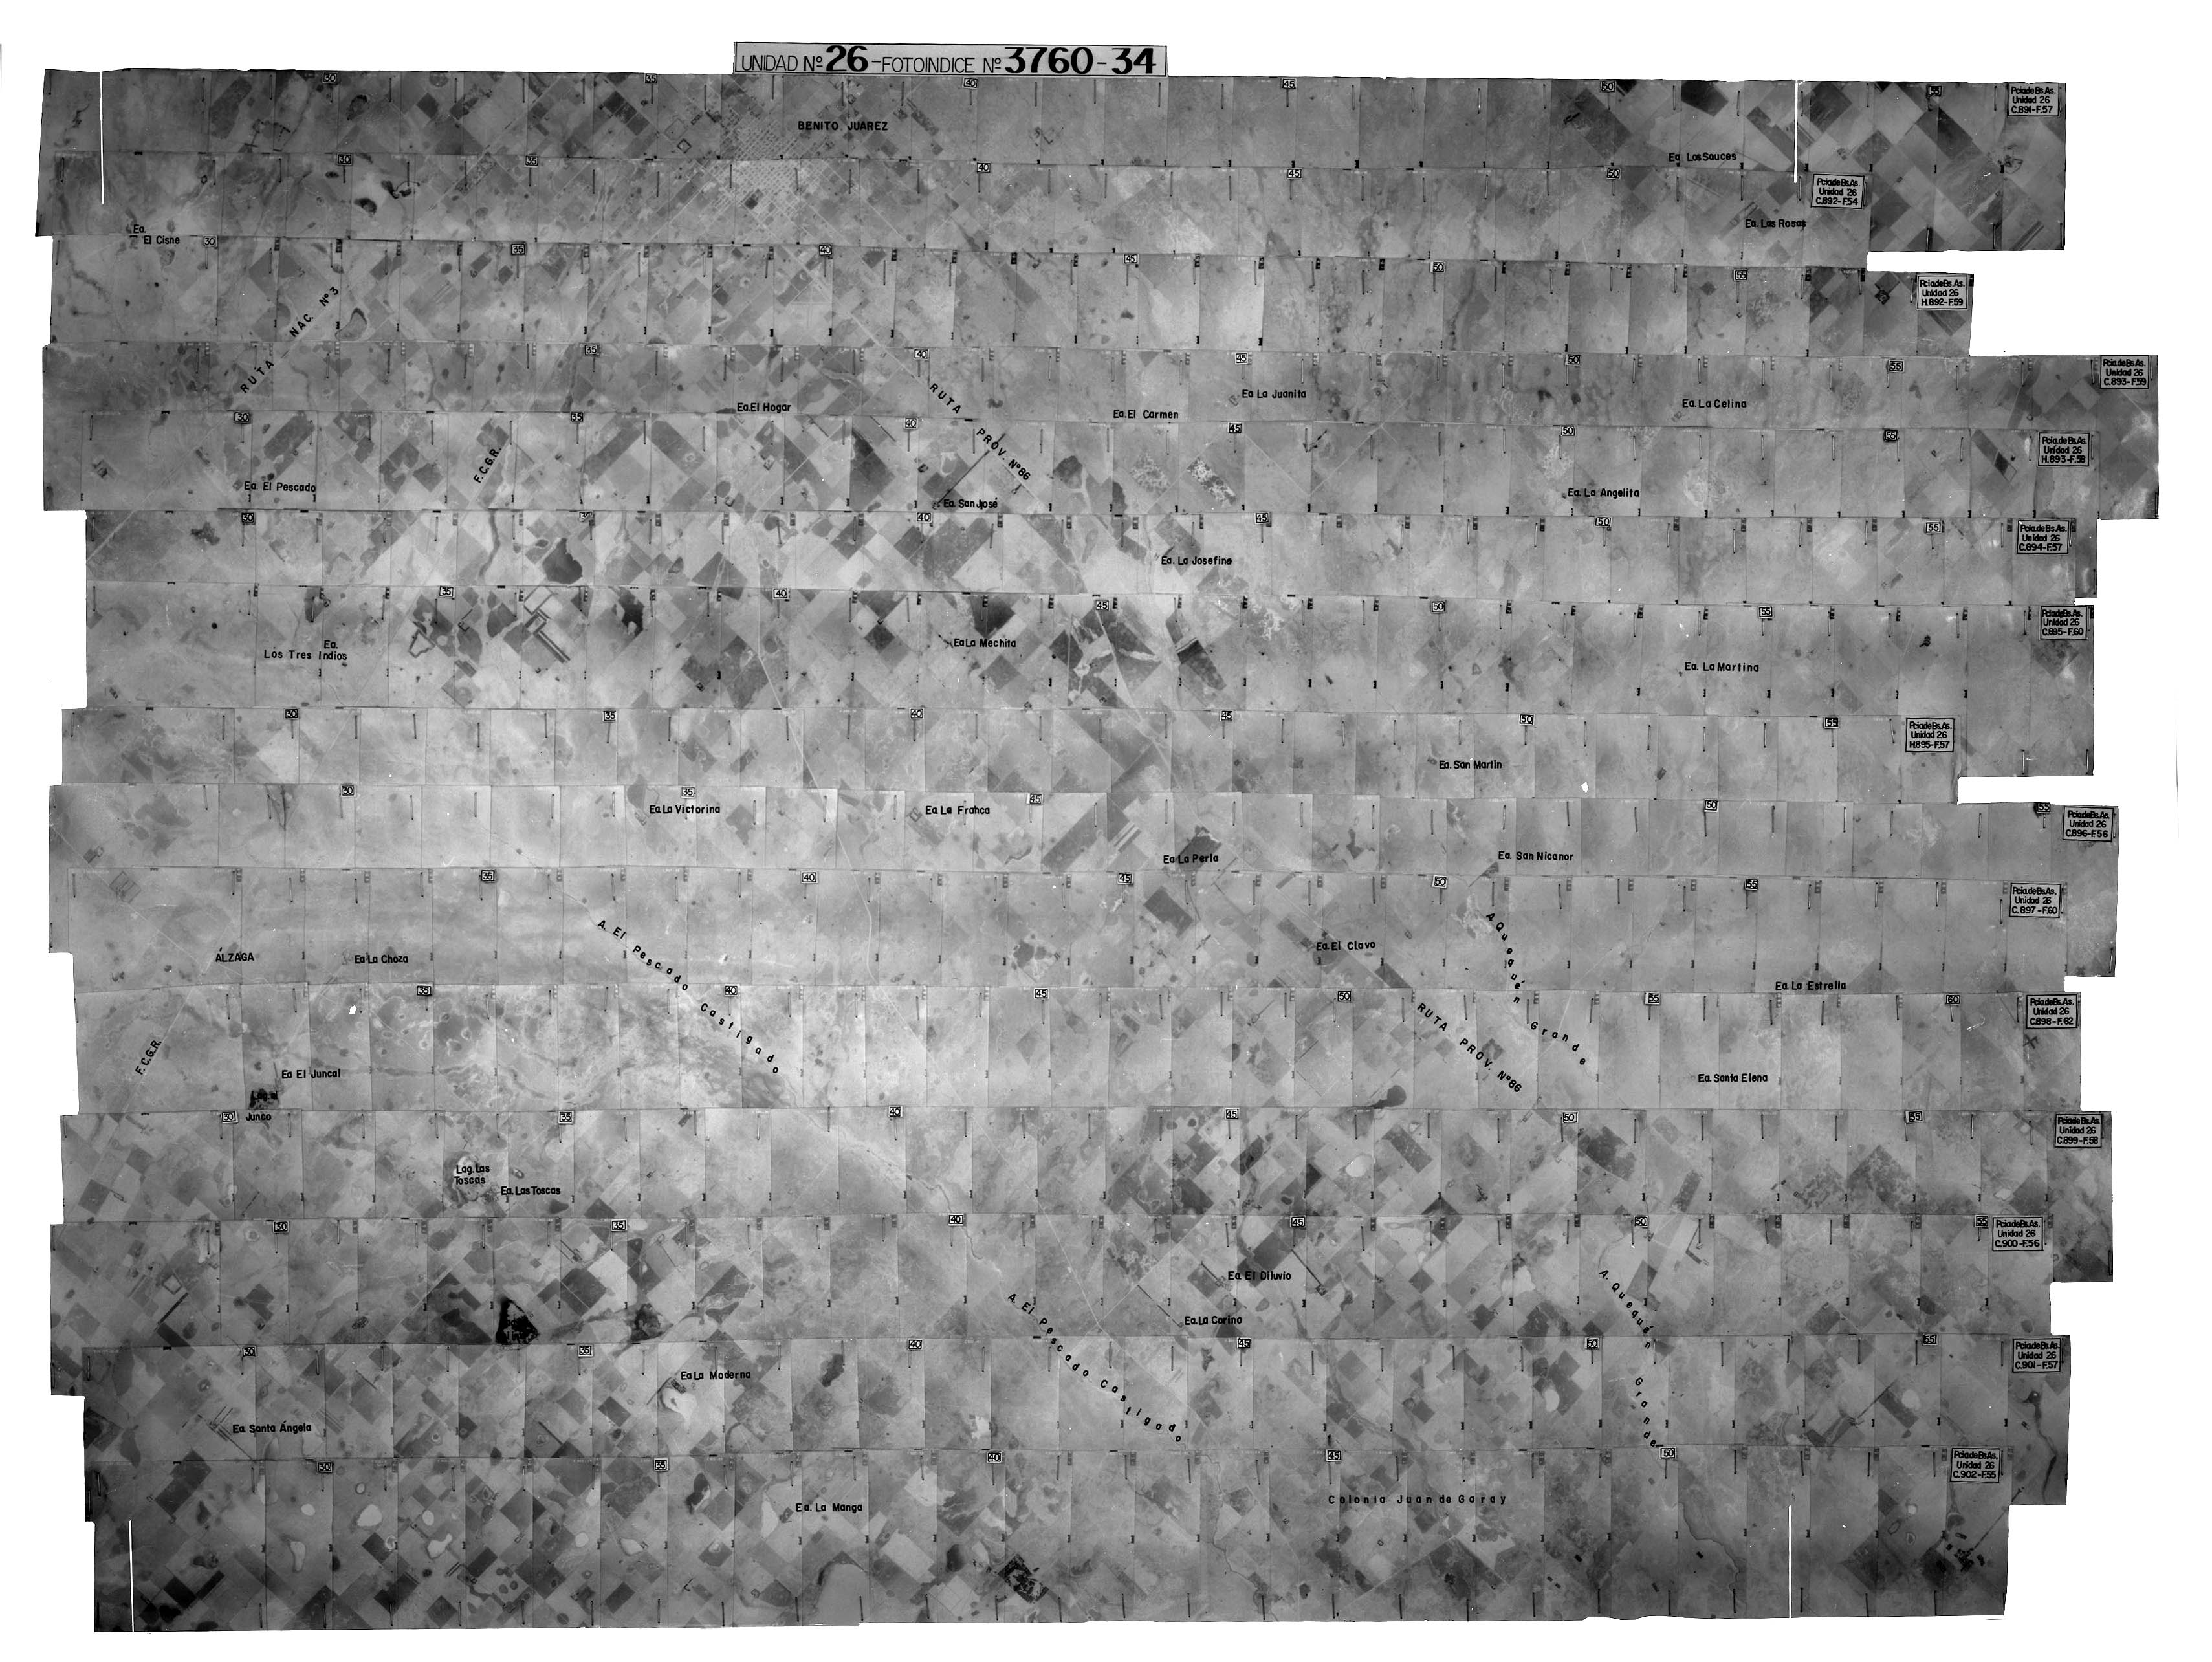 UNIDAD Nº 26 - FOTOINDICE Nº 3760-34
30 35 40 45 50 55
Pcia.de Bs.As.
Unidad 26
C.891-F.57
BENITO JUAREZ
Ea. Los Sauces
30 35 40 45 50
Pcia.de Bs.As.
Unidad 26
C.892-F.54
Ea. Las Rosas
Ea.
El Cisne
30 35 40 45 50 55
Pcia.de Bs.As.
Unidad 26
H.892-F.59
RUTA NAC. Nº 3
35 40 45 50 55
Pcia.de Bs.As.
Unidad 26
C.893-F.59
Ea. La Juanita
Ea. El Hogar
Ea. El Carmen
Ea. La Celina
RUTA PROV. Nº 86
30 35 40 45 50 55
Pcia.de Bs.As.
Unidad 26
H.893-F.58
F.C.G.R.
Ea. El Pescado
Ea. San José
Ea. La Angelita
30 35 40 45 50 55
Pcia.de Bs.As.
Unidad 26
C.894-F.57
Ea. La Josefina
35 40 45 50 55
Pcia.de Bs.As.
Unidad 26
C.895-F.60
Ea.
Los Tres Indios
Ea La Mechita
Ea. La Martina
30 35 40 45 50 55
Pcia.de Bs.As.
Unidad 26
H.895-F.57
Ea. San Martin
30 35 45 50 55
Pcia.de Bs.As.
Unidad 26
C.896-F.56
Ea. La Victorina
Ea. La Franca
Ea La Perla
Ea. San Nicanor
35 40 45 50 55
Pcia.de Bs.As.
Unidad 26
C.897-F.60
A. El Pescado Castigado
A. Quequén Grande
Ea. El Clavo
ÁLZAGA
Ea La Choza
Ea. La Estrella
35 40 45 50 55 60
Pcia.de Bs.As.
Unidad 26
C.898-F.62
RUTA PROV. Nº 86
F.C.G.R.
Ea El Juncal
Ea. Santa Elena
Junco
30 35 40 45 50 55
Pcia.de Bs.As.
Unidad 26
C.899-F.58
Lag. Las
Toscas
Ea. Las Toscas
30 35 40 45 50 55
Pcia.de Bs.As.
Unidad 26
C.900-F.56
Ea. El Diluvio
A. Quequén Grande
A. El Pescado Castigado
Ea. La Corina
30 35 40 45 50 55
Pcia.de Bs.As.
Unidad 26
C.901-F.57
Ea La Moderna
Ea. Santa Ángela
30 35 40 45 50
Pcia.de Bs.As.
Unidad 26
C.902-F.55
Ea. La Manga
Colonia Juan de Garay